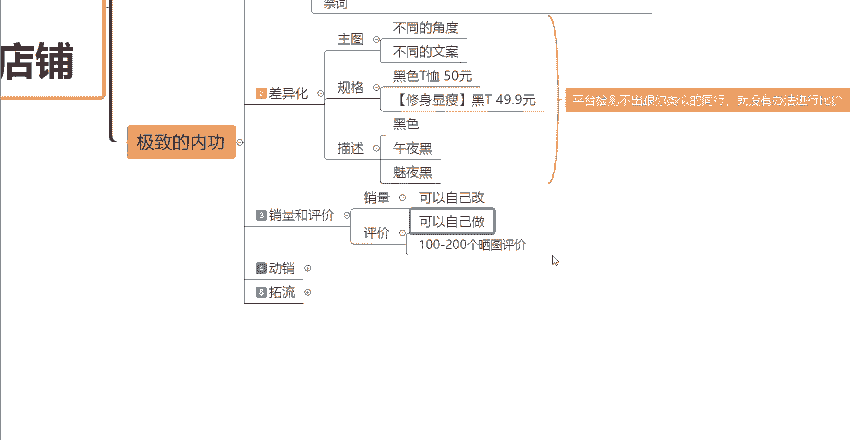 禁词
店铺
主图
不同的角度
不同的文案
2 差异化
规格
黑色T恤 50元
【修身显瘦】黑T 49.9元
平台检测不出跟你类似的同行，就没有办法进行比价
黑色
极致的内功
描述
午夜黑
魅夜黑
销量
可以自己改
3 销量和评价
可以自己做
评价
100-200个晒图评价
4 动销
5 拓流